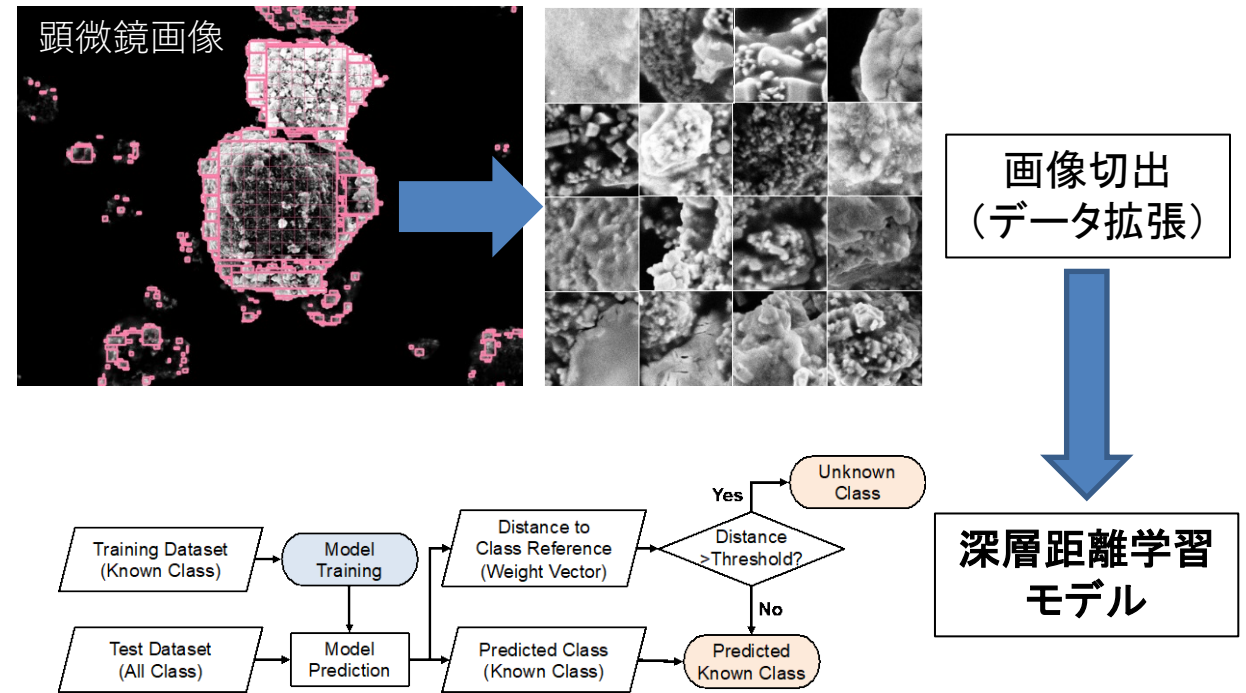 顕微鏡画像
画像切出
（データ拡張）
深層距離学習
モデル
Training Dataset
(Known Class)
Model
Training
Distance to
Class Reference
(Weight Vector)
Distance
>Threshold?
Yes
Unknown
Class
No
Test Dataset
(All Class)
Model
Prediction
Predicted Class
(Known Class)
Predicted
Known Class